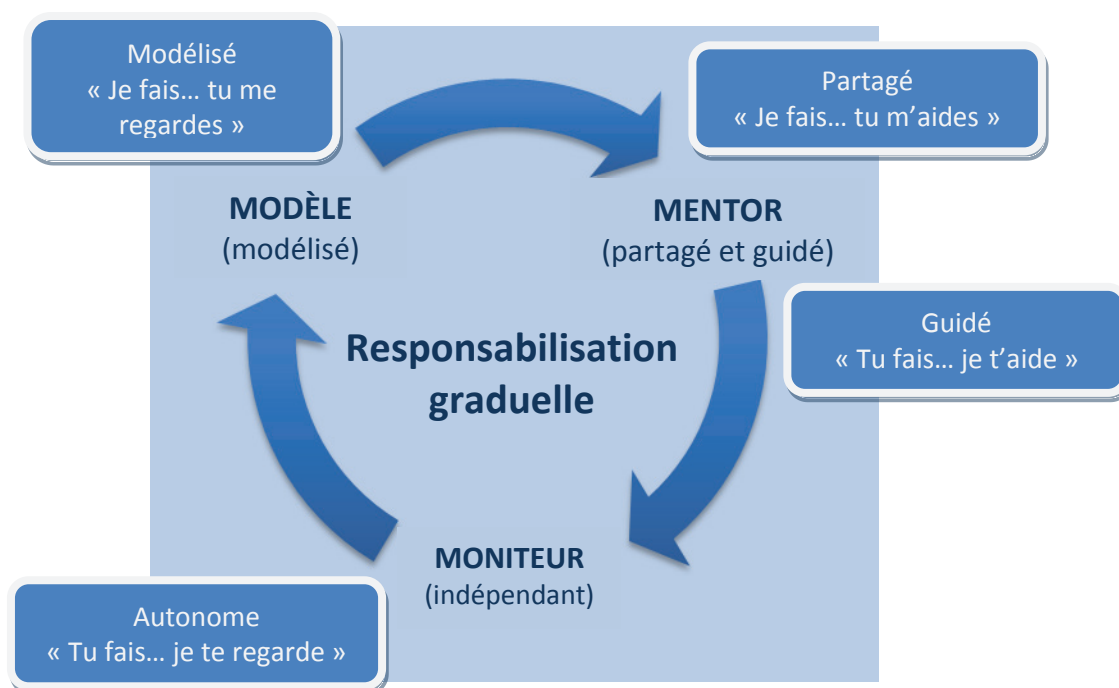 Modélisé
« Je fais… tu me
regardes »
Partagé
« Je fais… tu m’aides »
MODÈLE
(modélisé)
MENTOR
(partagé et guidé)
Guidé
« Tu fais… je t’aide »
Responsabilisation
graduelle
MONITEUR
(indépendant)
Autonome
« Tu fais… je te regarde »